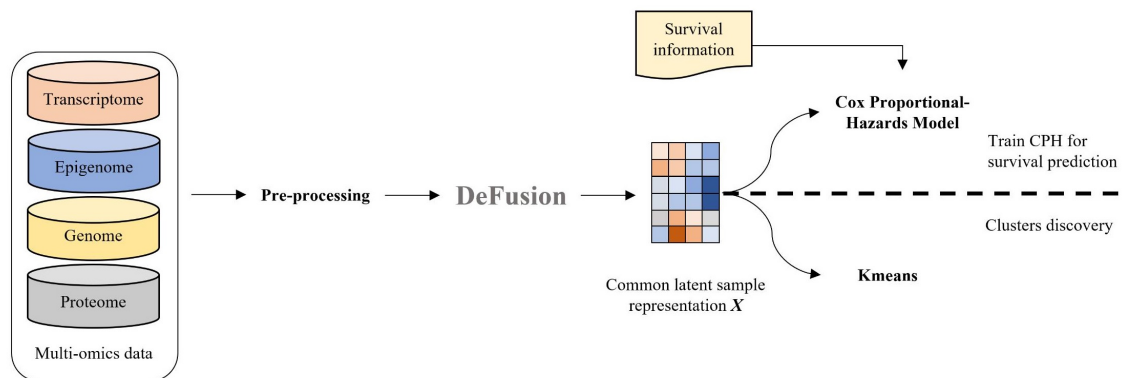 Transcriptome
Epigenome
Genome
Proteome
Multi-omics data
Pre-processing
DeFusion
Common latent sample
representation X
Survival
information
Cox Proportional-
Hazards Model
Train CPH for
survival prediction
Clusters discovery
Kmeans